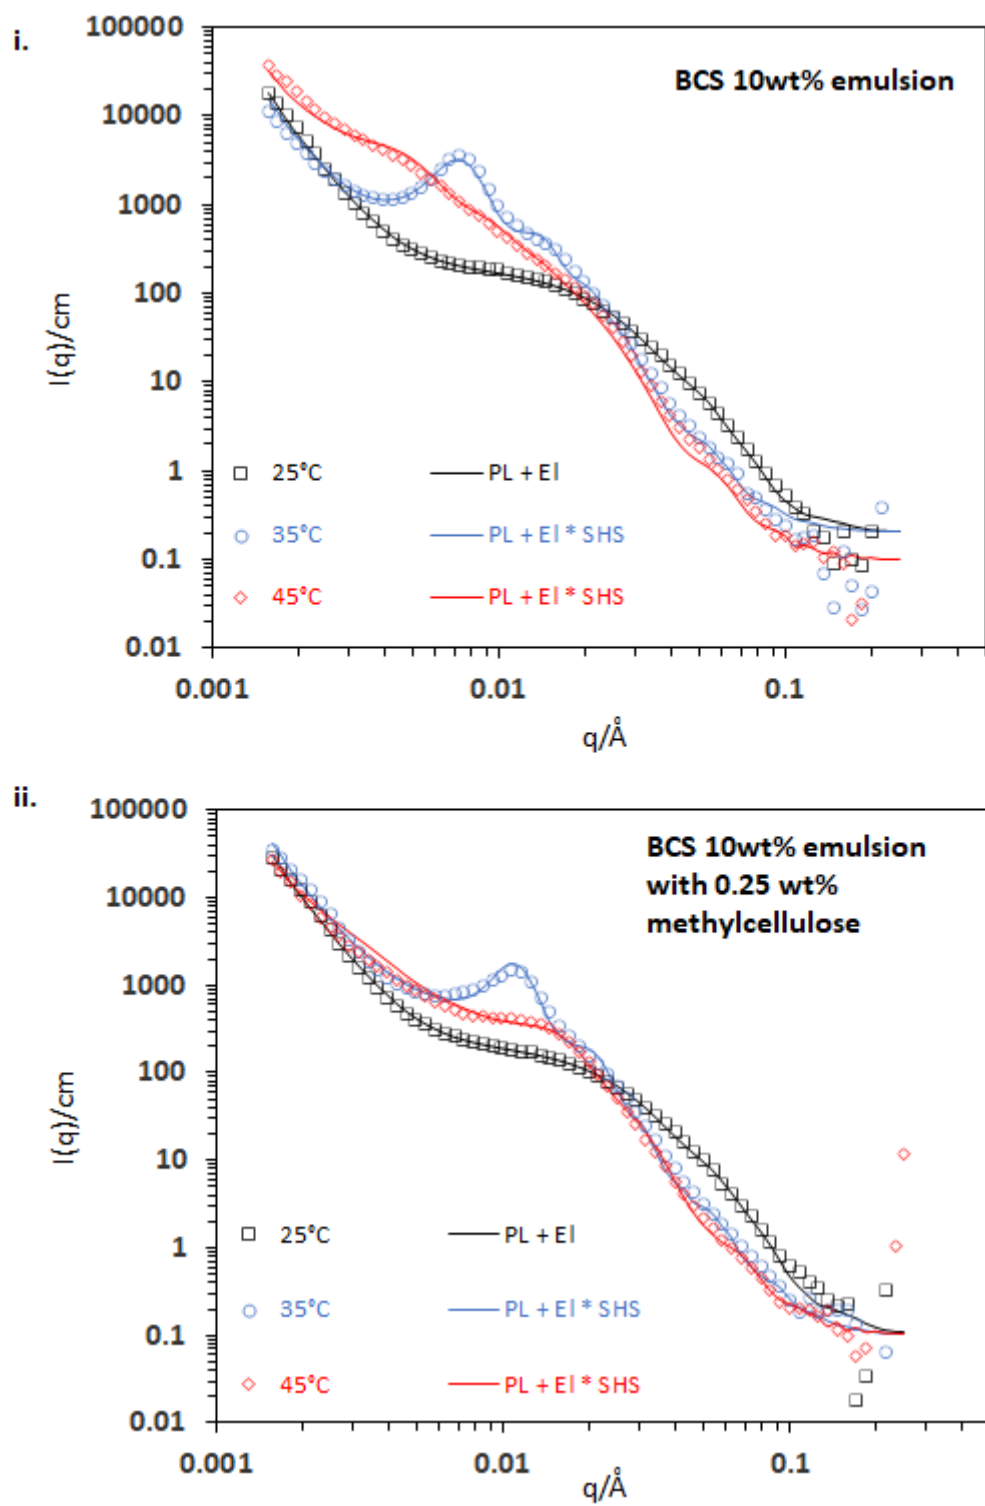 i.
100000
10000
1000
100
10
1
0.1
0.01
I(q)/cm
BCS 10wt% emulsion
25°C PL + El
35°C PL + El * SHS
45°C PL + El * SHS
0.001 0.01 0.1
q/Å
ii.
100000
10000
1000
100
10
1
0.1
0.01
I(q)/cm
BCS 10wt% emulsion
with 0.25 wt%
methylcellulose
25°C PL + El
35°C PL + El * SHS
45°C PL + El * SHS
0.001 0.01 0.1
q/Å